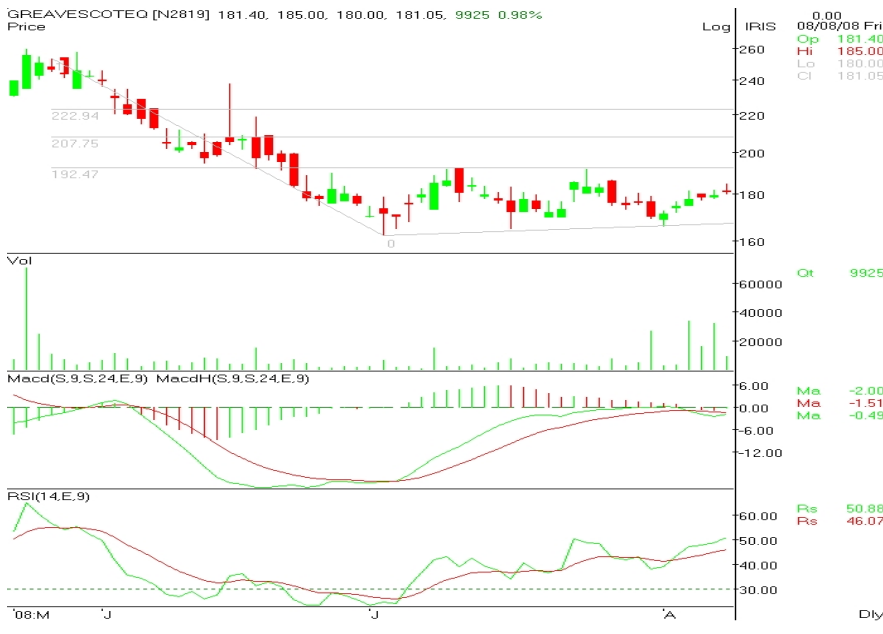 GREAVESCOTEQ [N2819] 181.40, 185.00, 180.00, 181.05, 9925 0.98%
Price
Log IRIS
0.00
08/08/08 Fri
Op 181.40
Hi 185.00
Lo 180.00
Cl 181.05
260
240
222.94
220
207.75
200
192.47
180
160
0
Vol
Qt 9925
60000
40000
20000
Macd(S,9,S,24,E,9) MacdH(S,9,S,24,E,9)
6.00
0.00
-6.00
-12.00
Ma -2.00
Ma -1.51
Ma -0.49
RSI(14,E,9)
Rs 50.88
Rs 46.07
60.00
50.00
40.00
30.00
'08:M 'J 'J 'A Dly